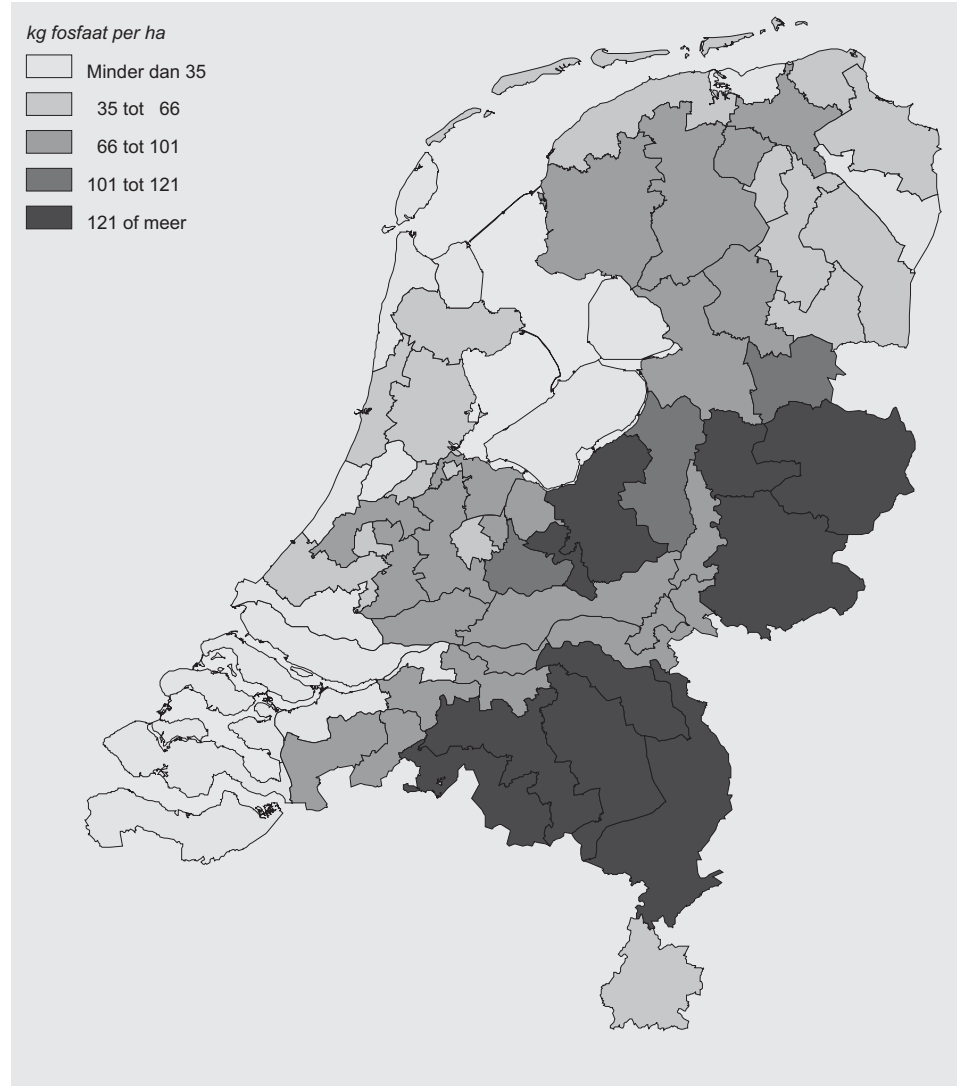 kg fosfaat per ha
Minder dan 35
35 tot 66
66 tot 101
101 tot 121
121 of meer